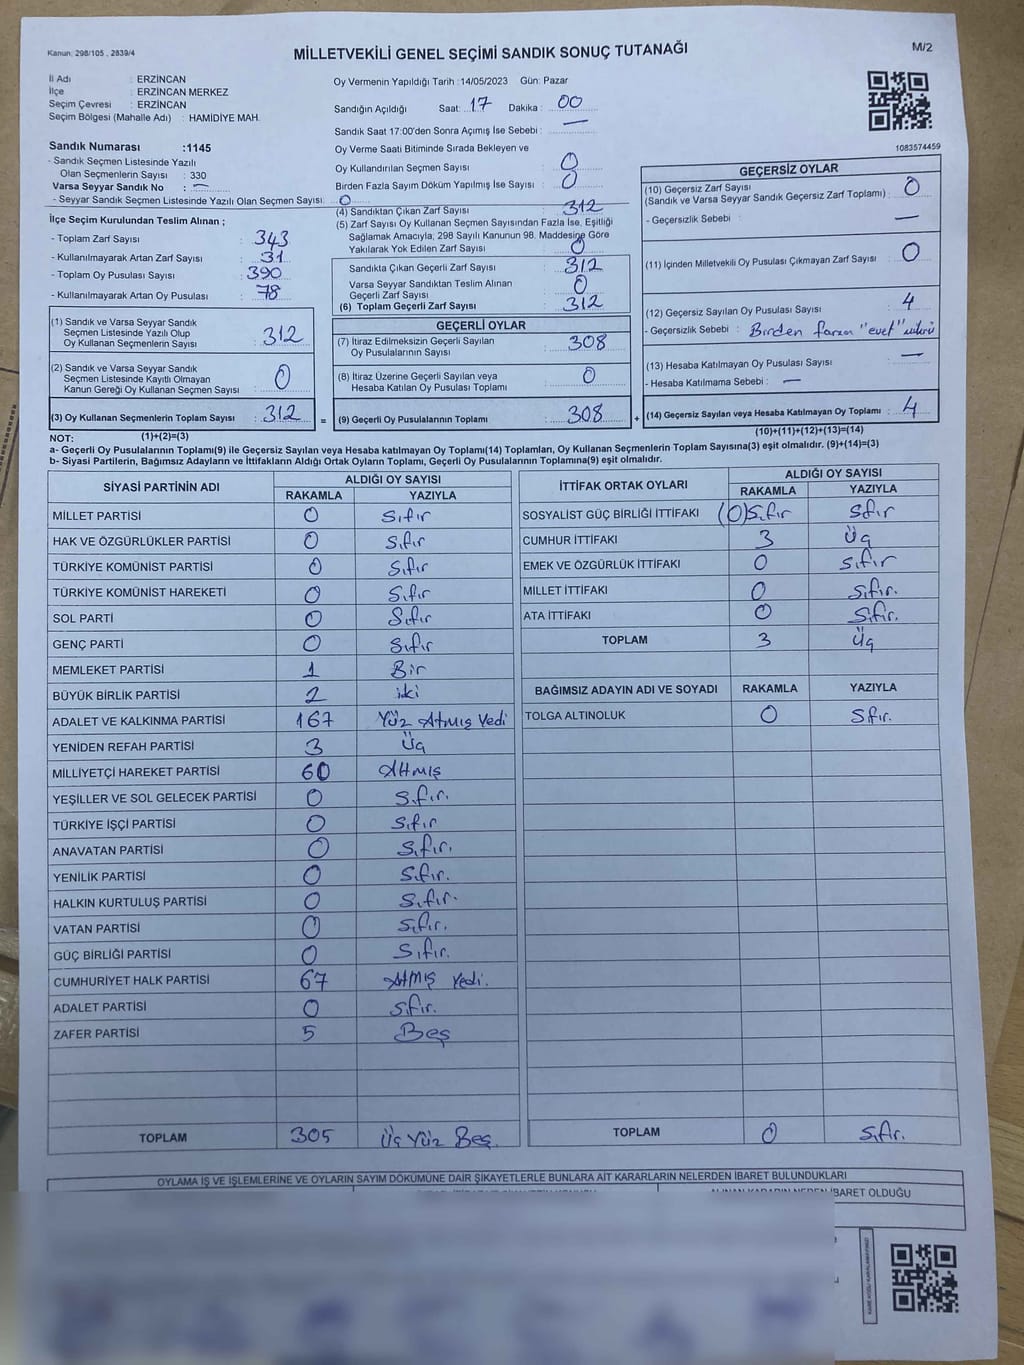 Kanun: 298/105 , 2839/4
MİLLETVEKİLİ GENEL SEÇİMİ SANDIK SONUÇ TUTANAĞI
M/2
İl Adı : ERZİNCAN
İlçe : ERZİNCAN MERKEZ
Seçim Çevresi : ERZİNCAN
Seçim Bölgesi (Mahalle Adı) : HAMİDİYE MAH.
Oy Vermenin Yapıldığı Tarih :14/05/2023 Gün: Pazar
Sandığın Açıldığı Saat: 17 Dakika : 00
Sandık Saat 17:00'den Sonra Açımış İse Sebebi : —
1083574459
Sandık Numarası :1145
- Sandık Seçmen Listesinde Yazılı
Olan Seçmenlerin Sayısı : 330
Varsa Seyyar Sandık No : —
- Seyyar Sandık Seçmen Listesinde Yazılı Olan Seçmen Sayısı: 0
Oy Verme Saati Bitiminde Sırada Bekleyen ve
Oy Kullandırılan Seçmen Sayısı : 0
Birden Fazla Sayım Döküm Yapılmış İse Sayısı : 0
İlçe Seçim Kurulundan Teslim Alınan ;
- Toplam Zarf Sayısı : 343
- Kullanılmayarak Artan Zarf Sayısı : 31
- Toplam Oy Pusulası Sayısı : 390
- Kullanılmayarak Artan Oy Pusulası : 78
(4) Sandıktan Çıkan Zarf Sayısı : 312
(5) Zarf Sayısı Oy Kullanan Seçmen Sayısından Fazla İse, Eşitliği
Sağlamak Amacıyla; 298 Sayılı Kanunun 98. Maddesine Göre
Yakılarak Yok Edilen Zarf Sayısı : 0
Sandıkta Çıkan Geçerli Zarf Sayısı : 312
Varsa Seyyar Sandıktan Teslim Alınan
Geçerli Zarf Sayısı : 0
(6) Toplam Geçerli Zarf Sayısı : 312
GEÇERSİZ OYLAR
(10) Geçersiz Zarf Sayısı
(Sandık ve Varsa Seyyar Sandık Geçersiz Zarf Toplamı) : 0
- Geçersizlik Sebebi : —
(11) İçinden Milletvekili Oy Pusulası Çıkmayan Zarf Sayısı : 0
(12) Geçersiz Sayılan Oy Pusulası Sayısı : 4
- Geçersizlik Sebebi : Birden fazla "evet"
(13) Hesaba Katılmayan Oy Pusulası Sayısı : —
- Hesaba Katılmama Sebebi : —
(14) Geçersiz Sayılan veya Hesaba Katılmayan Oy Toplamı : 4
(10)+(11)+(12)+(13)=(14)
(1) Sandık ve Varsa Seyyar Sandık
Seçmen Listesinde Yazılı Olup
Oy Kullanan Seçmenlerin Sayısı : 312
(2) Sandık ve Varsa Seyyar Sandık
Seçmen Listesinde Kayıtlı Olmayan
Kanun Gereği Oy Kullanan Seçmen Sayısı : 0
(3) Oy Kullanan Seçmenlerin Toplam Sayısı : 312 =
GEÇERLİ OYLAR
(7) İtiraz Edilmeksizin Geçerli Sayılan
Oy Pusulalarının Sayısı : 308
(8) İtiraz Üzerine Geçerli Sayılan veya
Hesaba Katılan Oy Pusulası Toplamı : 0
(9) Geçerli Oy Pusulalarının Toplamı : 308 +
NOT: (1)+(2)=(3)
a- Geçerli Oy Pusulalarının Toplamı(9) ile Geçersiz Sayılan veya Hesaba Katılmayan Oy Toplamı(14) Toplamları, Oy Kullanan Seçmenlerin Toplam Sayısına(3) eşit olmalıdır. (9)+(14)=(3)
b- Siyasi Partilerin, Bağımsız Adayların ve İttifakların Aldığı Ortak Oyların Toplamı, Geçerli Oy Pusulalarının Toplamına(9) eşit olmalıdır.
SİYASİ PARTİNİN ADI ALDIĞI OY SAYISI
RAKAMLA YAZIYLA
MİLLET PARTİSİ 0 Sıfır
HAK VE ÖZGÜRLÜKLER PARTİSİ 0 Sıfır
TÜRKİYE KOMÜNİST PARTİSİ 0 Sıfır
TÜRKİYE KOMÜNİST HAREKETİ 0 Sıfır
SOL PARTİ 0 Sıfır
GENÇ PARTİ 0 Sıfır
MEMLEKET PARTİSİ 1 Bir
BÜYÜK BİRLİK PARTİSİ 2 iki
ADALET VE KALKINMA PARTİSİ 167 Yüz Atmış Yedi
YENİDEN REFAH PARTİSİ 3 Üç
MİLLİYETÇİ HAREKET PARTİSİ 60 Atmış
YEŞİLLER VE SOL GELECEK PARTİSİ 0 Sıfır.
TÜRKİYE İŞÇİ PARTİSİ 0 Sıfır
ANAVATAN PARTİSİ 0 Sıfır.
YENİLİK PARTİSİ 0 Sıfır.
HALKIN KURTULUŞ PARTİSİ 0 Sıfır.
VATAN PARTİSİ 0 Sıfır.
GÜÇ BİRLİĞİ PARTİSİ 0 Sıfır.
CUMHURİYET HALK PARTİSİ 67 Atmış Yedi.
ADALET PARTİSİ 0 Sıfır.
ZAFER PARTİSİ 5 Beş
TOPLAM 305 Üç Yüz Beş.
İTTİFAK ORTAK OYLARI ALDIĞI OY SAYISI
RAKAMLA YAZIYLA
SOSYALİST GÜÇ BİRLİĞİ İTTİFAKI (0)Sıfır Sıfır
CUMHUR İTTİFAKI 3 Üç
EMEK VE ÖZGÜRLÜK İTTİFAKI 0 Sıfır
MİLLET İTTİFAKI 0 Sıfır.
ATA İTTİFAKI 0 Sıfır.
TOPLAM 3 Üç
BAĞIMSIZ ADAYIN ADI VE SOYADI RAKAMLA YAZIYLA
TOLGA ALTINOLUK 0 Sıfır.
TOPLAM 0 Sıfır.
OYLAMA İŞ VE İŞLEMLERİNE VE OYLARIN SAYIM DÖKÜMÜNE DAİR ŞİKAYETLERLE BUNLARA AİT KARARLARIN NELERDEN İBARET BULUNDUKLARI
ALINAN KARARIN NEDEN İBARET OLDUĞU